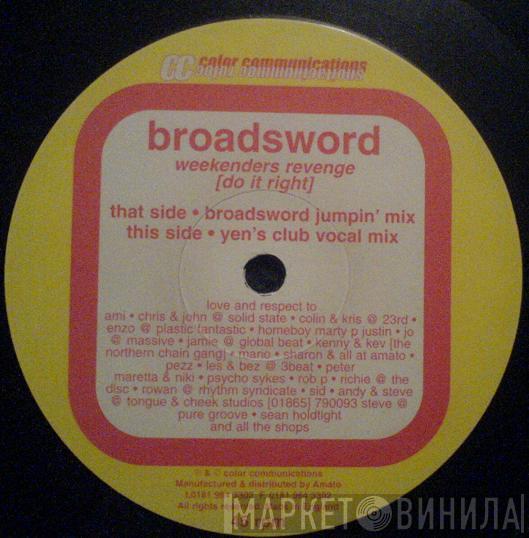 CC color communications
color communications
broadsword
weekenders revenge
[do it right]
that side • broadsword jumpin' mix
this side • yen's club vocal mix
love and respect to
ami • chris & john @ solid state • colin & kris @ 23rd •
enzo @ plastic fantastic • homeboy marty p justin • jo
@ massive • jamie @ global beat • kenny & kev [the
northern chain gang] • mario • sharon & all at amato •
pezz • les & bez @ 3beat • peter
maretta & niki • psycho sykes • rob p • richie @ the
disc • rowan @ rhythm syndicate • sid • andy & steve
@ tongue & cheek studios [01865] 790093 steve @
pure groove • sean holdtight
and all the shops
℗ & © color communications
Manufactured & distributed by Amato
All rights reserved
45 rpm
МАРКЕТ ВИНИЛА